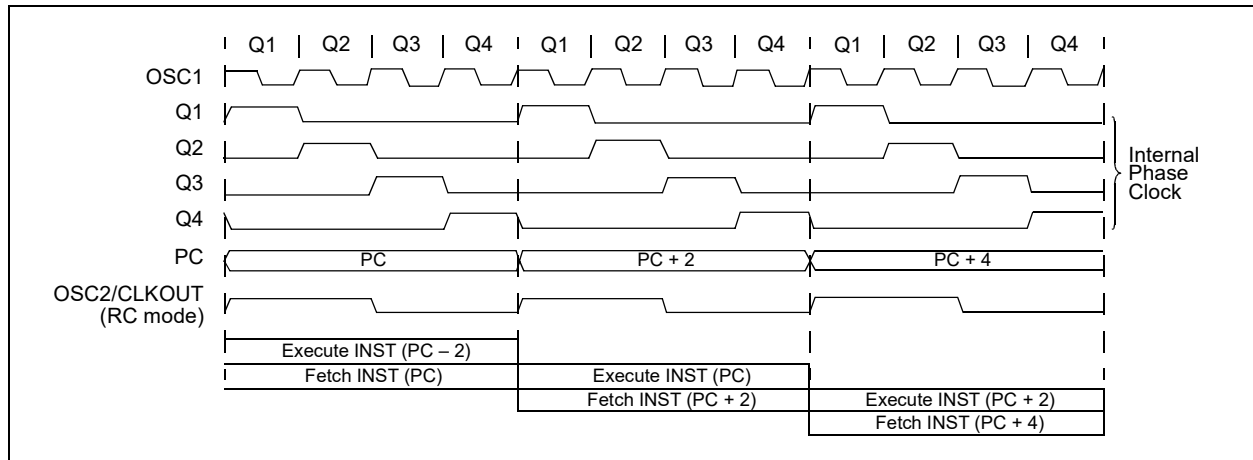 Q1 Q2 Q3 Q4 Q1 Q2 Q3 Q4 Q1 Q2 Q3 Q4
OSC1
Q1
Q2
Q3
Q4
Internal
Phase
Clock
PC PC PC + 2 PC + 4
OSC2/CLKOUT
(RC mode)
Execute INST (PC – 2)
Fetch INST (PC) Execute INST (PC)
Fetch INST (PC + 2) Execute INST (PC + 2)
Fetch INST (PC + 4)